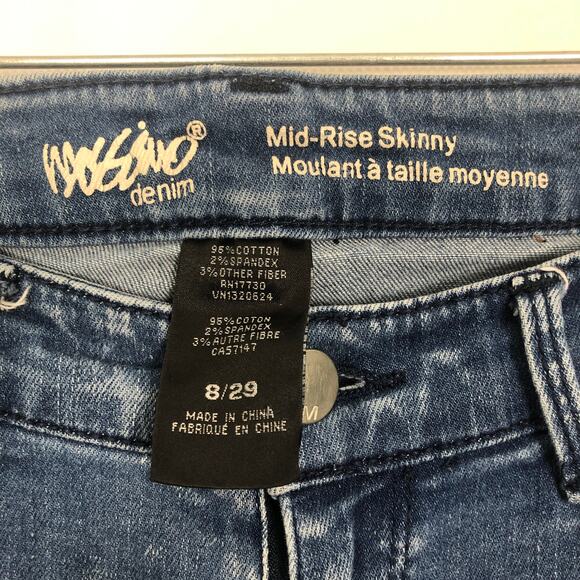 Mossimo®
denim
Mid-Rise Skinny
Moulant à taille moyenne
95%COTTON
2%SPANDEX
3%OTHER FIBER
RN17730
VN1320624
95%COTON
2%SPANDEX
3%AUTRE FIBRE
CA57147
8/29
MADE IN CHINA
FABRIQUÉ EN CHINE
M